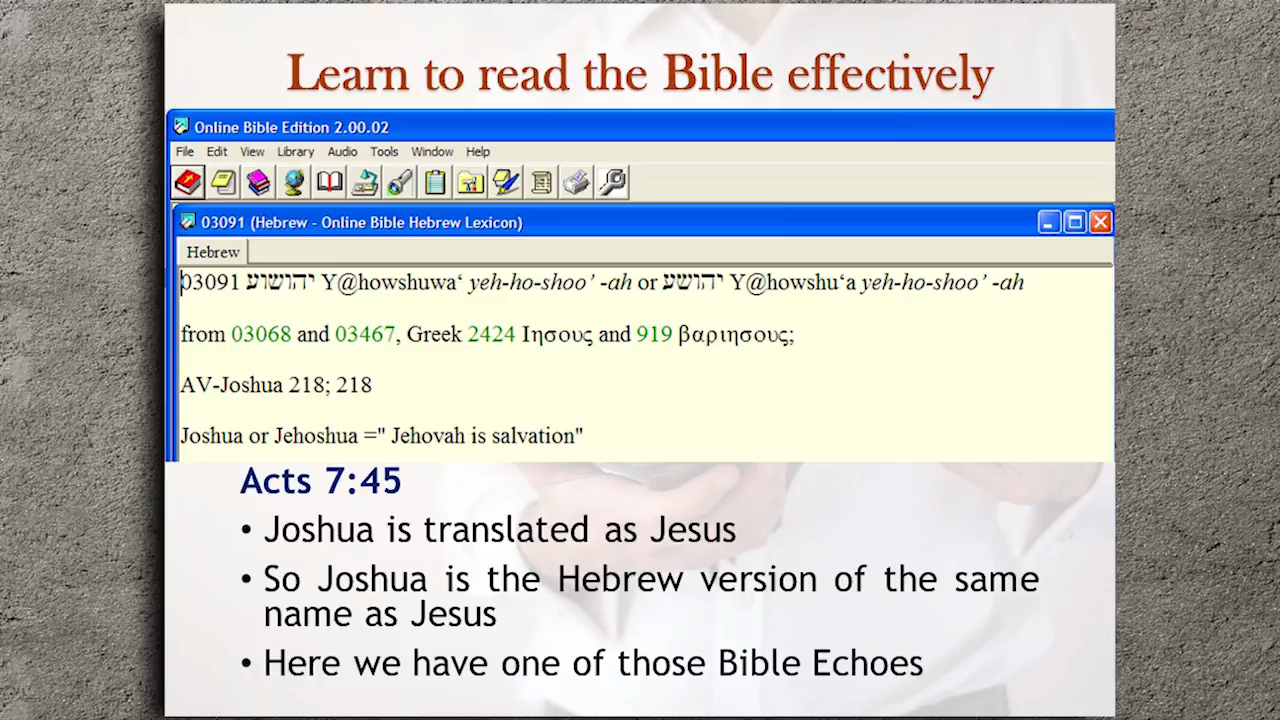 Learn to read the Bible effectively
Online Bible Edition 2.00.02
File Edit View Library Audio Tools Window Help
03091 (Hebrew - Online Bible Hebrew Lexicon)
Hebrew
03091 יהושוע Y@howshuwa‘ yeh-ho-shoo’ -ah or יהושע Y@howshu‘a yeh-ho-shoo’ -ah
from 03068 and 03467, Greek 2424 Ιησους and 919 βαριησους;
AV-Joshua 218; 218
Joshua or Jehoshua =" Jehovah is salvation"
Acts 7:45
• Joshua is translated as Jesus
• So Joshua is the Hebrew version of the same
name as Jesus
• Here we have one of those Bible Echoes